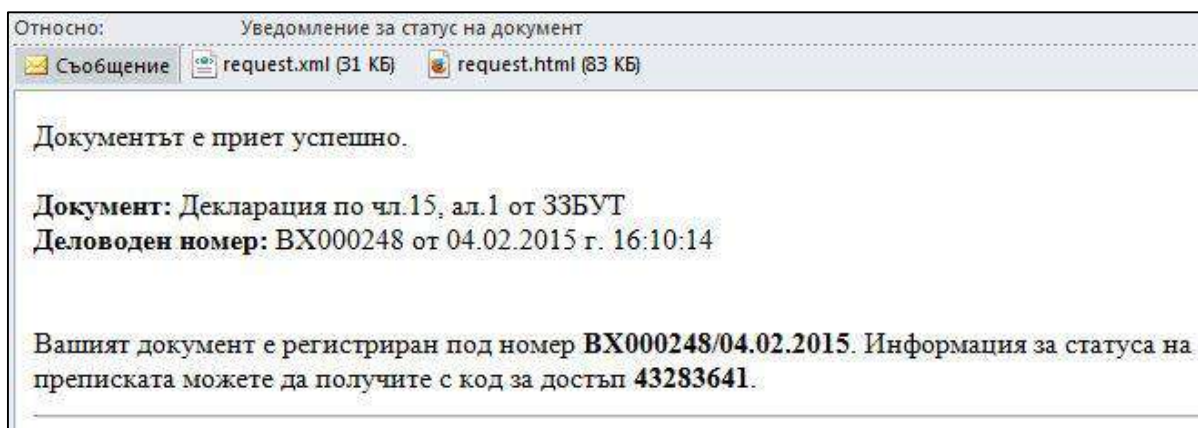 Относно: Уведомление за статус на документ
Съобщение request.xml (31 КБ) request.html (83 КБ)
Документът е приет успешно.
Документ: Декларация по чл.15, ал.1 от ЗЗБУТ
Деловоден номер: ВХ000248 от 04.02.2015 г. 16:10:14
Вашият документ е регистриран под номер ВХ000248/04.02.2015. Информация за статуса на
преписката можете да получите с код за достъп 43283641.